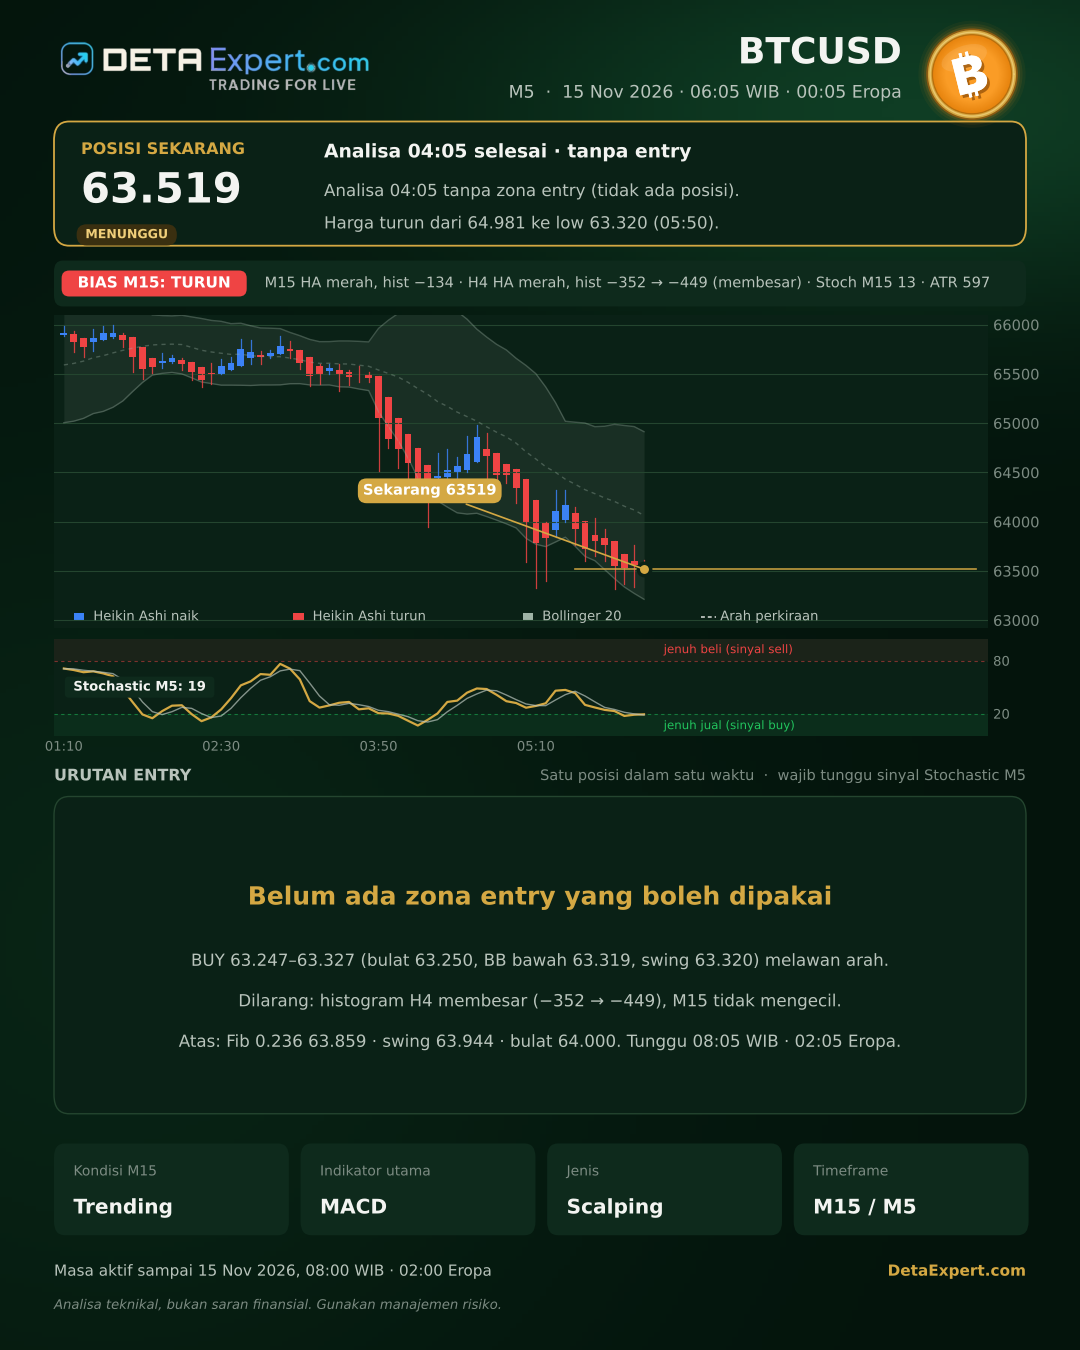 DETA Expert.com
TRADING FOR LIVE
BTCUSD
M5 · 15 Nov 2026 · 06:05 WIB · 00:05 Eropa
POSISI SEKARANG
63.519
MENUNGGU
Analisa 04:05 selesai · tanpa entry
Analisa 04:05 tanpa zona entry (tidak ada posisi).
Harga turun dari 64.981 ke low 63.320 (05:50).
BIAS M15: TURUN
M15 HA merah, hist −134 · H4 HA merah, hist −352 → −449 (membesar) · Stoch M15 13 · ATR 597
66000
65500
65000
64500
64000
63500
63000
Sekarang 63519
Heikin Ashi naik
Heikin Ashi turun
Bollinger 20
Arah perkiraan
jenuh beli (sinyal sell)
80
Stochastic M5: 19
20
jenuh jual (sinyal buy)
01:10
02:30
03:50
05:10
URUTAN ENTRY
Satu posisi dalam satu waktu · wajib tunggu sinyal Stochastic M5
Belum ada zona entry yang boleh dipakai
BUY 63.247–63.327 (bulat 63.250, BB bawah 63.319, swing 63.320) melawan arah.
Dilarang: histogram H4 membesar (−352 → −449), M15 tidak mengecil.
Atas: Fib 0.236 63.859 · swing 63.944 · bulat 64.000. Tunggu 08:05 WIB · 02:05 Eropa.
Kondisi M15
Trending
Indikator utama
MACD
Jenis
Scalping
Timeframe
M15 / M5
Masa aktif sampai 15 Nov 2026, 08:00 WIB · 02:00 Eropa
DetaExpert.com
Analisa teknikal, bukan saran finansial. Gunakan manajemen risiko.